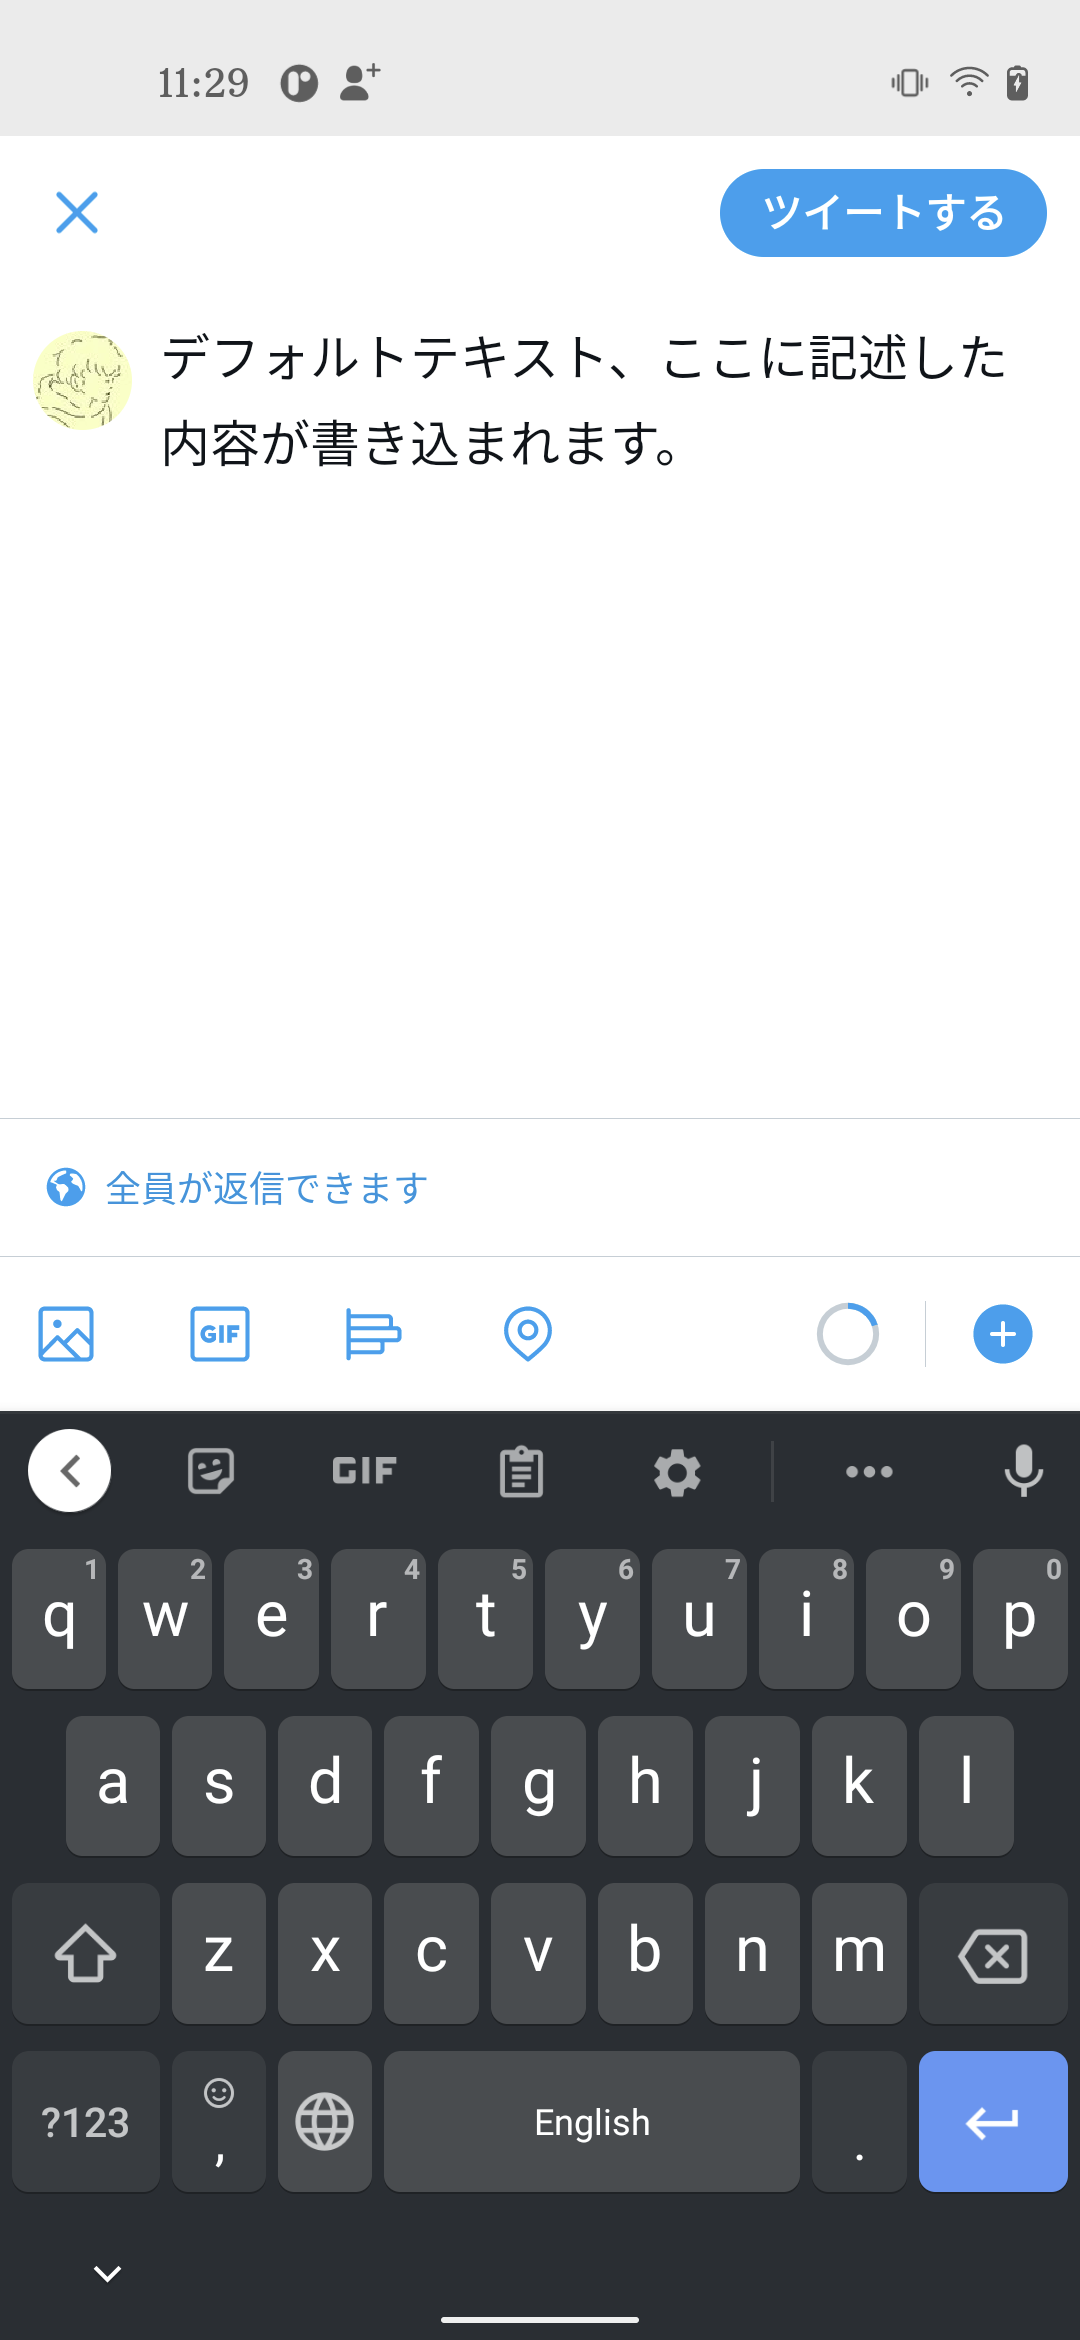 11:29
ツイートする
デフォルトテキスト、ここに記述した
内容が書き込まれます。
全員が返信できます
GIF
GIF
1 2 3 4 5 6 7 8 9 0
q w e r t y u i o p
a s d f g h j k l
z x c v b n m
?123 , English .